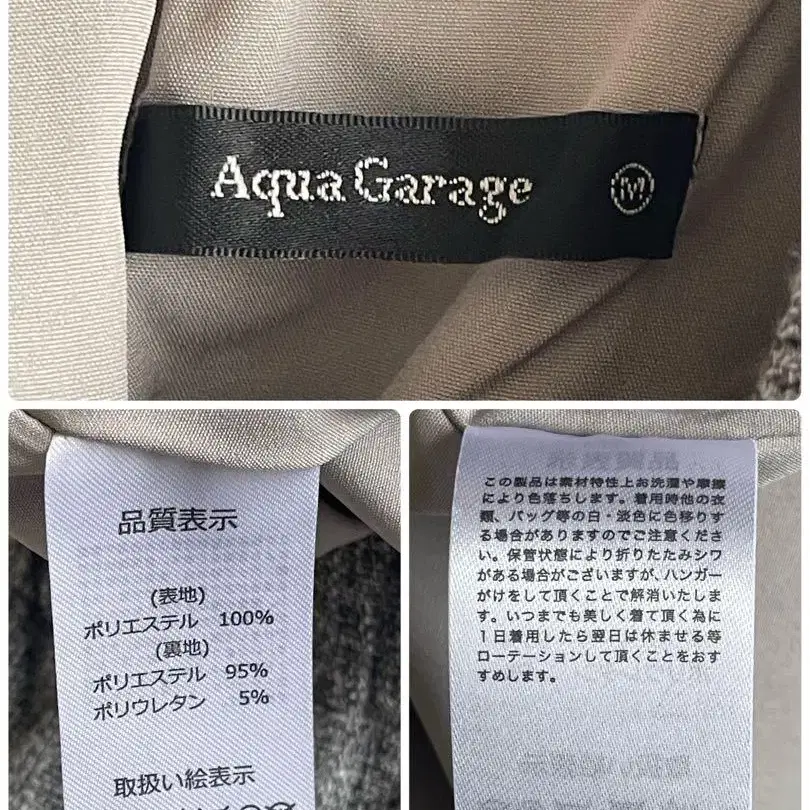 Aqua Garage M
品質表示
(表地)
ポリエステル 100%
(裏地)
ポリエステル 95%
ポリウレタン 5%
取扱い絵表示
この製品は素材特性上お洗濯や摩擦
により色落ちします。着用時他の衣
類、バッグ等の白・淡色に色移りす
る場合がありますのでご注意くださ
い。保管状態により折りたたみシワ
がある場合がございますが、ハンガー
がけをして頂くことで解消いたしま
す。いつまでも美しく着て頂く為に
1日着用したら翌日は休ませる等
ローテーションして頂くことをおす
すめします。